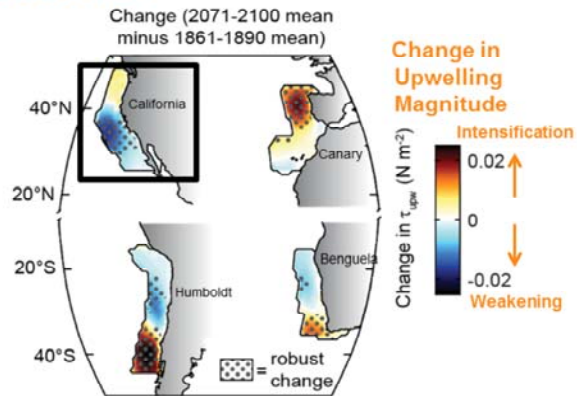 Change (2071-2100 mean
minus 1861-1890 mean)
Change in
Upwelling
Magnitude
California
40°N
Canary
20°N
Intensification
0.02
0
-0.02
Change in τupw (N m-2)
Weakening
20°S
Humboldt
Benguela
40°S
= robust
change